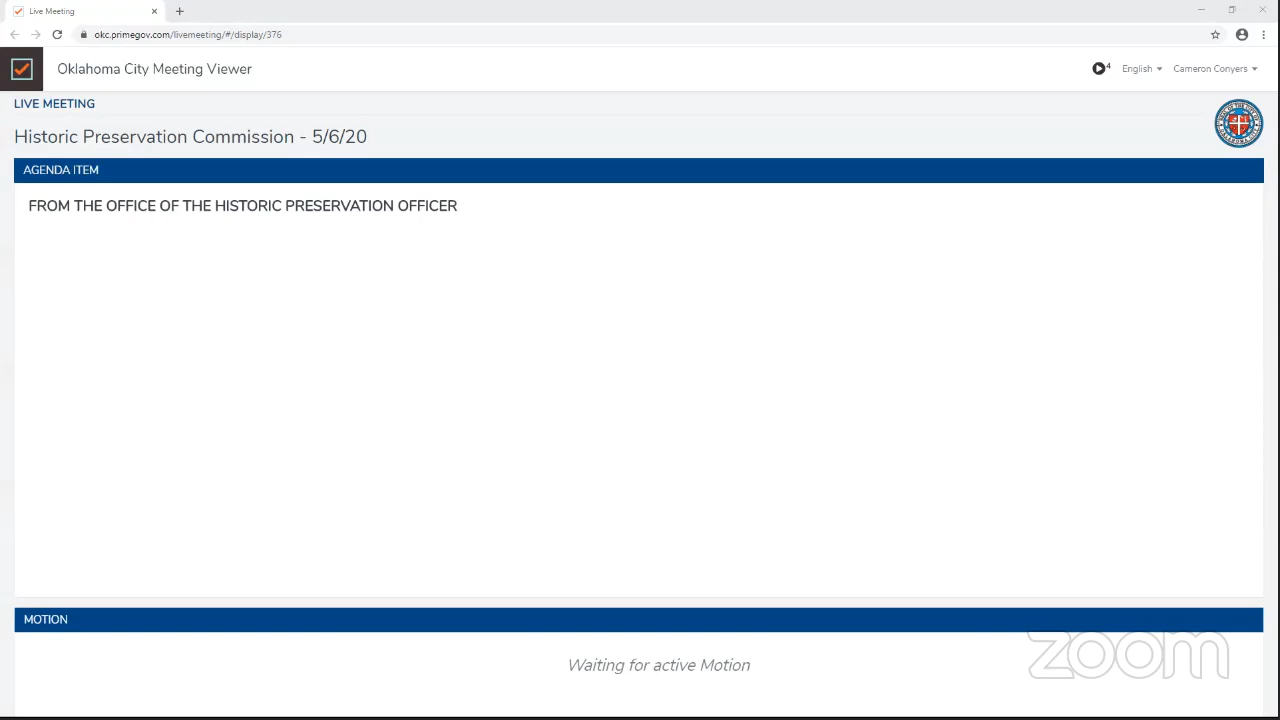 Live Meeting
okc.primegov.com/livemeeting/#/display/376
Oklahoma City Meeting Viewer
4
English
Cameron Conyers
LIVE MEETING
Historic Preservation Commission - 5/6/20
AGENDA ITEM
FROM THE OFFICE OF THE HISTORIC PRESERVATION OFFICER
MOTION
Waiting for active Motion
zoom